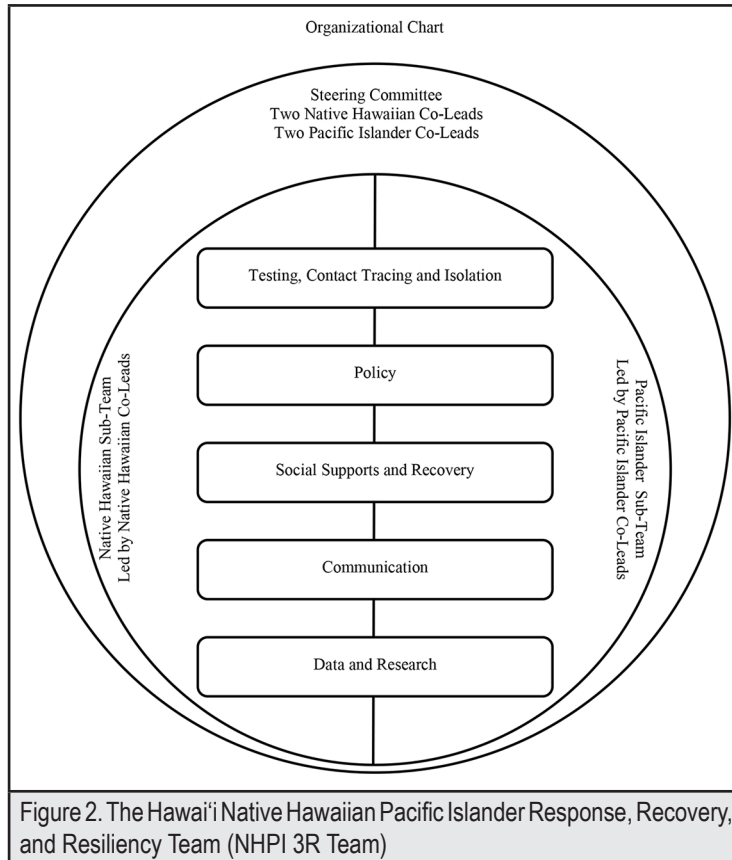 Organizational Chart
Steering Committee
Two Native Hawaiian Co-Leads
Two Pacific Islander Co-Leads
Testing, Contact Tracing and Isolation
Policy
Native Hawaiian Sub-Team
Led by Native Hawaiian Co-Leads
Pacific Islander Sub-Team
Led by Pacific Islander Co-Leads
Social Supports and Recovery
Communication
Data and Research
Figure 2. The Hawai‘i Native Hawaiian Pacific Islander Response, Recovery,
and Resiliency Team (NHPI 3R Team)